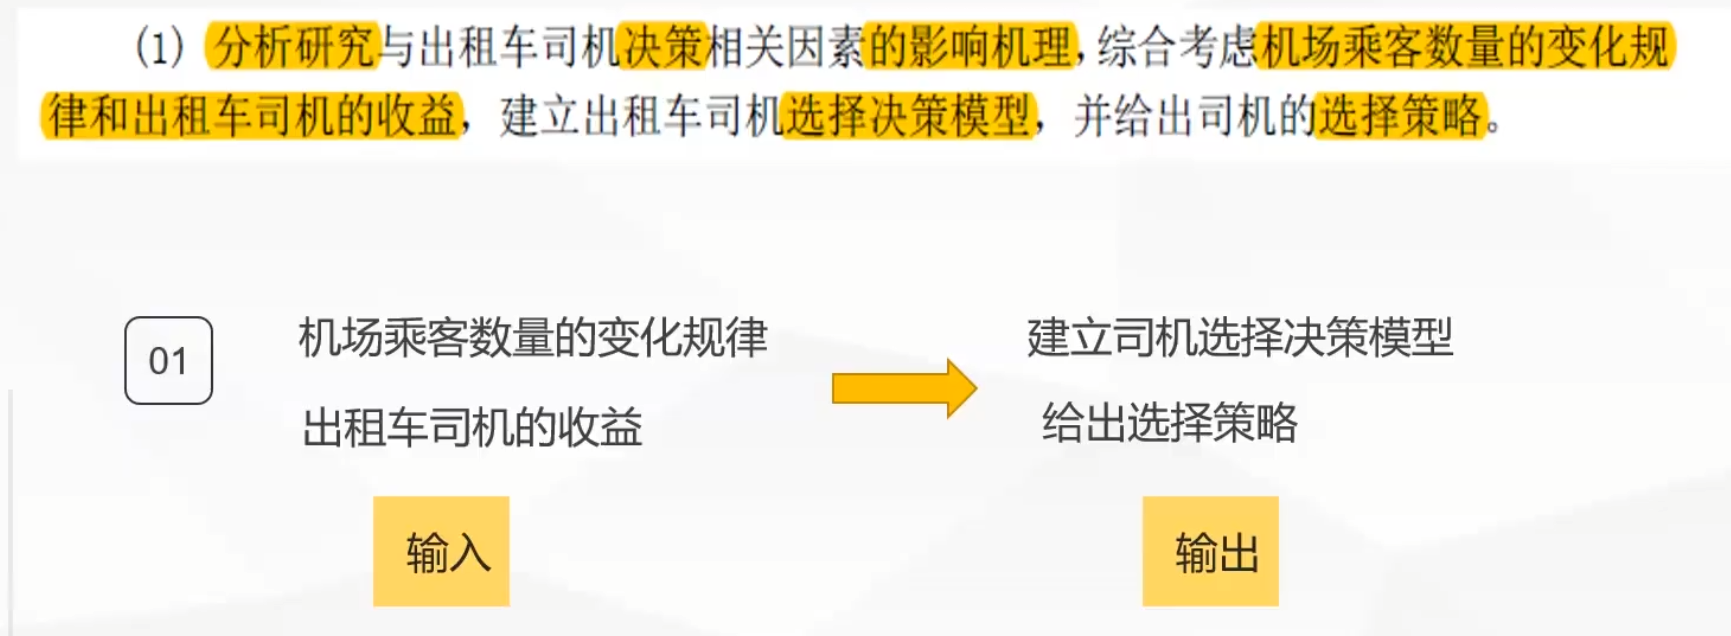 (1) 分析研究与出租车司机决策相关因素的影响机理,综合考虑机场乘客数量的变化规
律和出租车司机的收益，建立出租车司机选择决策模型，并给出司机的选择策略。
01
机场乘客数量的变化规律
出租车司机的收益
建立司机选择决策模型
给出选择策略
输入
输出